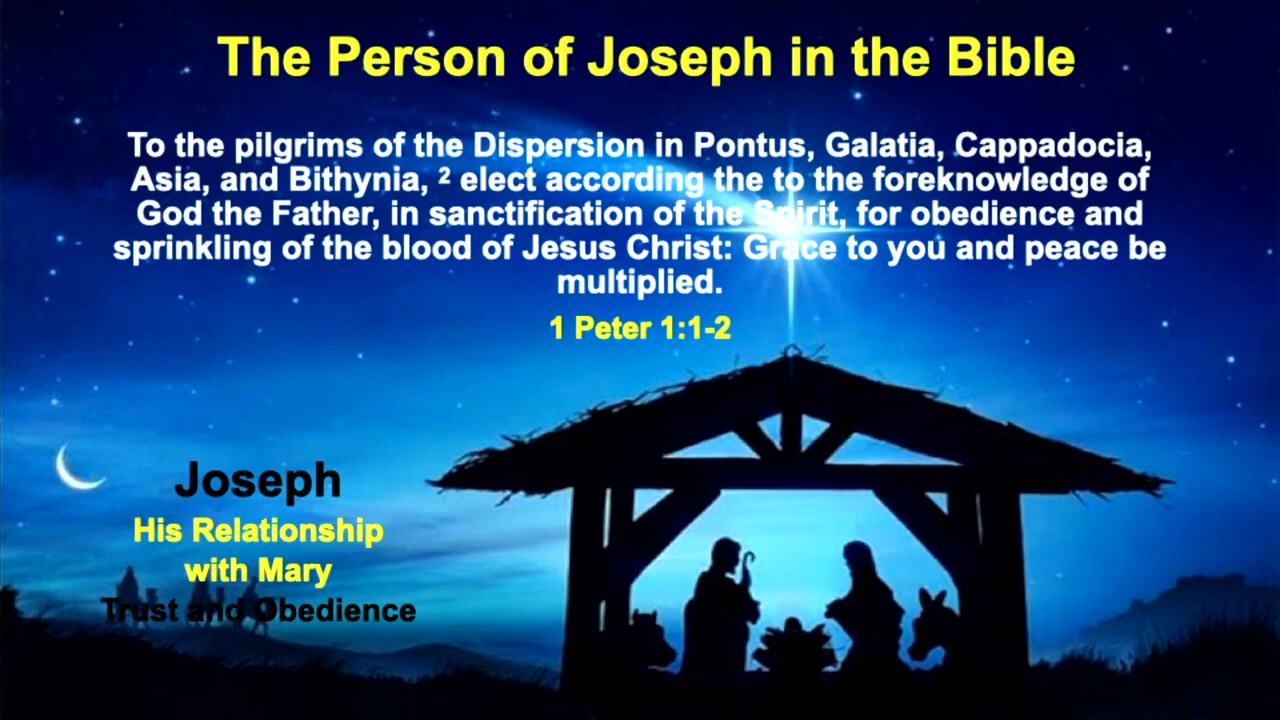 The Person of Joseph in the Bible
To the pilgrims of the Dispersion in Pontus, Galatia, Cappadocia,
Asia, and Bithynia, ² elect according the to the foreknowledge of
God the Father, in sanctification of the Spirit, for obedience and
sprinkling of the blood of Jesus Christ: Grace to you and peace be
multiplied.
1 Peter 1:1-2
Joseph
His Relationship
with Mary
Trust and Obedience